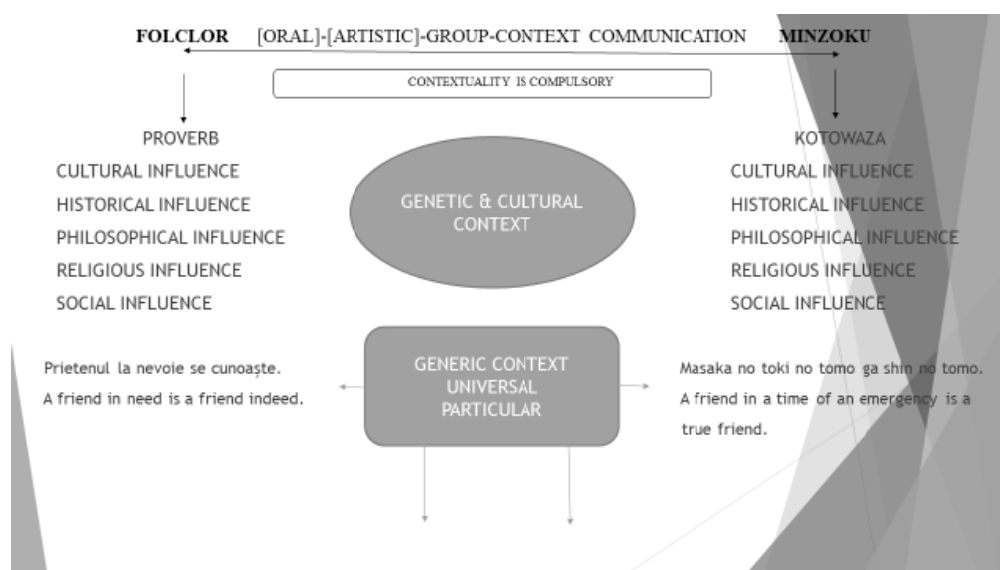 FOLCLOR [ORAL]-[ARTISTIC]-GROUP-CONTEXT COMMUNICATION MINZOKU
CONTEXTUALITY IS COMPULSORY
PROVERB
CULTURAL INFLUENCE
HISTORICAL INFLUENCE
PHILOSOPHICAL INFLUENCE
RELIGIOUS INFLUENCE
SOCIAL INFLUENCE
GENETIC & CULTURAL
CONTEXT
KOTOWAZA
CULTURAL INFLUENCE
HISTORICAL INFLUENCE
PHILOSOPHICAL INFLUENCE
RELIGIOUS INFLUENCE
SOCIAL INFLUENCE
Prietenul la nevoie se cunoaște.
A friend in need is a friend indeed.
GENERIC CONTEXT
UNIVERSAL
PARTICULAR
Masaka no toki no tomo ga shin no tomo.
A friend in a time of an emergency is a
true friend.